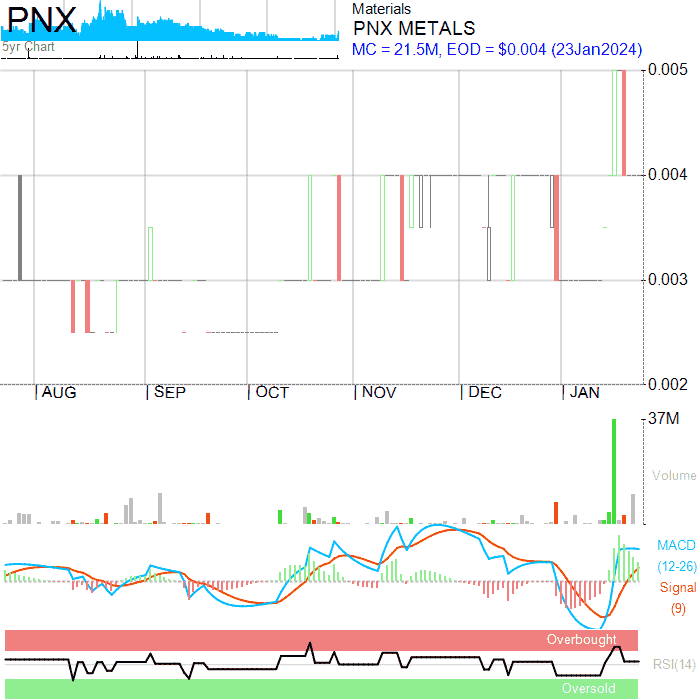 PNX
5yr Chart
Materials
PNX METALS
MC = 21.5M, EOD = $0.004 (23Jan2024)
0.005
0.004
0.003
0.002
AUG
SEP
OCT
NOV
DEC
JAN
37M
Volume
MACD
(12-26)
Signal
(9)
Overbought
RSI(14)
Oversold